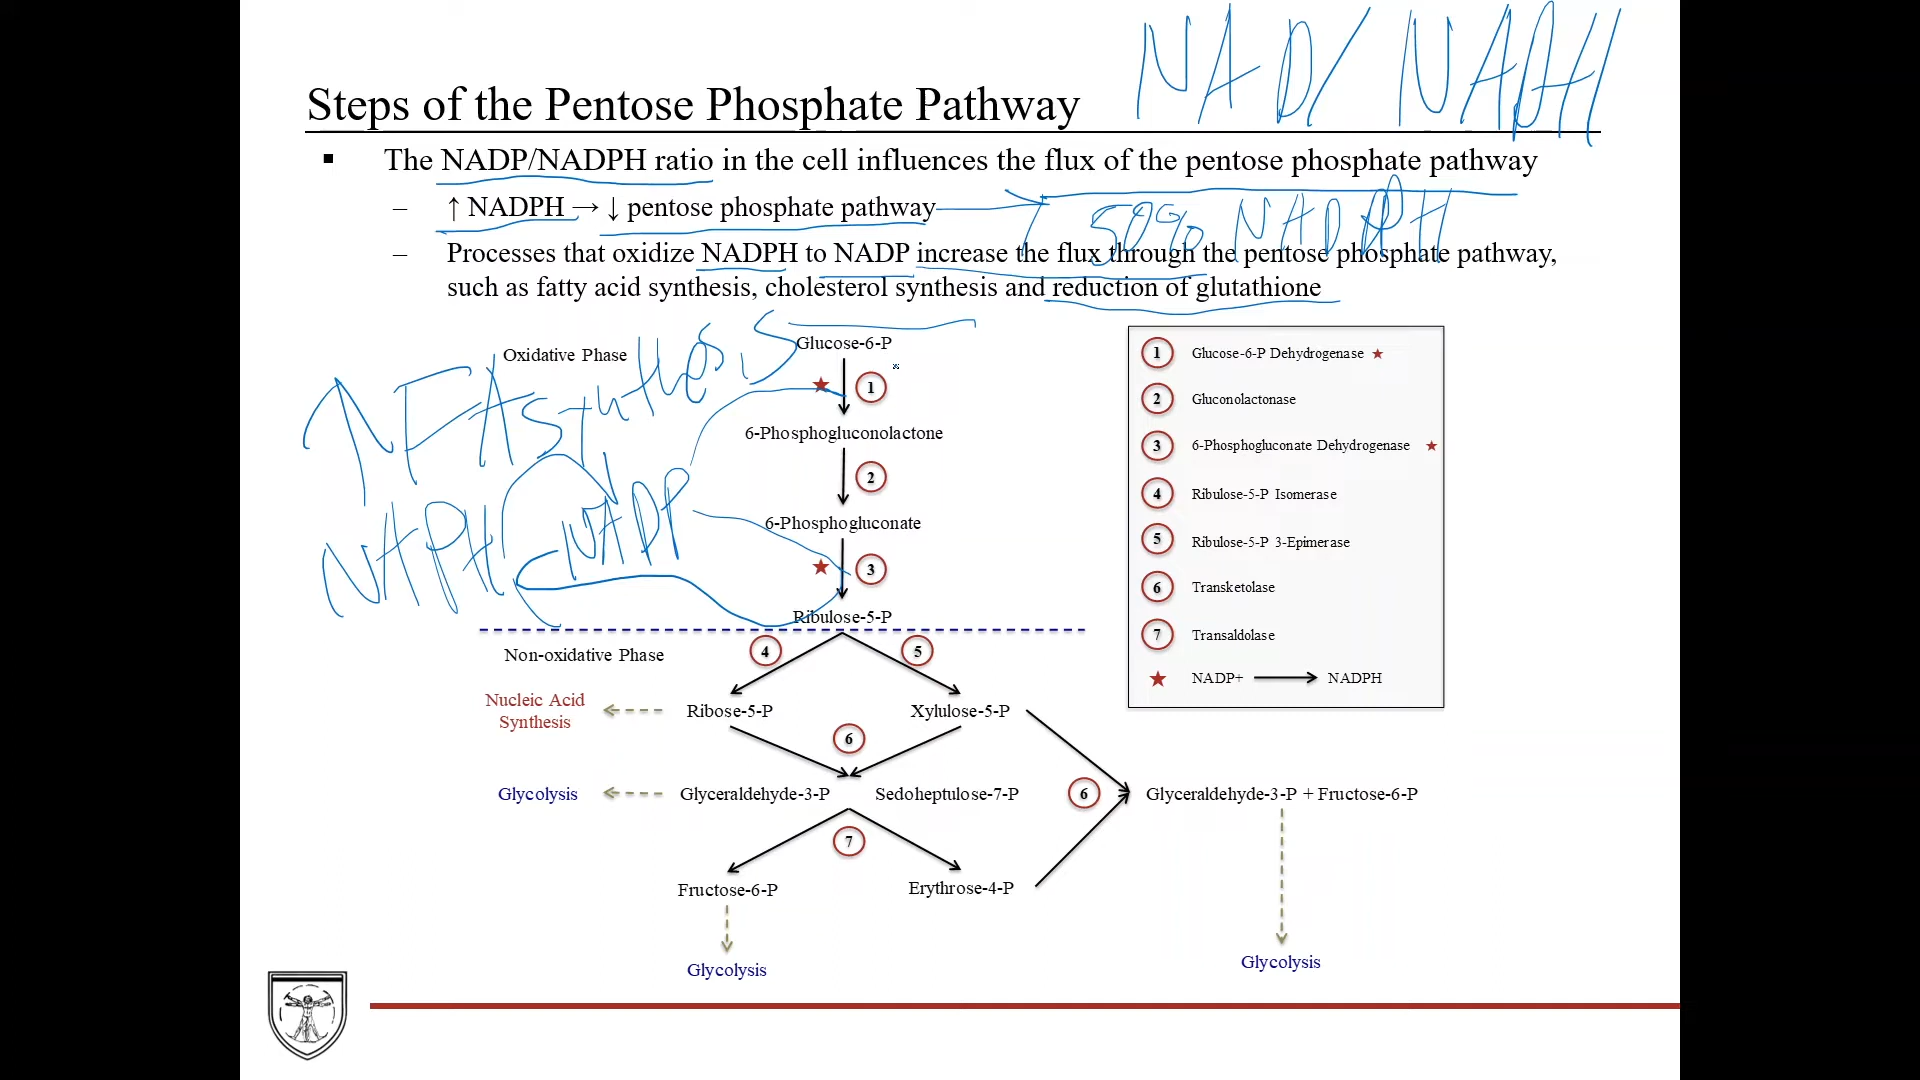 NAD/NADH
Steps of the Pentose Phosphate Pathway
▪ The NADP/NADPH ratio in the cell influences the flux of the pentose phosphate pathway
– ↑ NADPH → ↓ pentose phosphate pathway
50% NADPH
– Processes that oxidize NADPH to NADP increase the flux through the pentose phosphate pathway,
such as fatty acid synthesis, cholesterol synthesis and reduction of glutathione
Oxidative Phase
↑ FA Synthesis
NAPH
NADP
Glucose-6-P
★ 1
6-Phosphogluconolactone
2
6-Phosphogluconate
★ 3
Ribulose-5-P
Non-oxidative Phase
4 5
Nucleic Acid
Synthesis
Ribose-5-P Xylulose-5-P
6
Glycolysis Glyceraldehyde-3-P Sedoheptulose-7-P 6 Glyceraldehyde-3-P + Fructose-6-P
7
Fructose-6-P Erythrose-4-P
Glycolysis Glycolysis
1 Glucose-6-P Dehydrogenase ★
2 Gluconolactonase
3 6-Phosphogluconate Dehydrogenase ★
4 Ribulose-5-P Isomerase
5 Ribulose-5-P 3-Epimerase
6 Transketolase
7 Transaldolase
★ NADP+ → NADPH